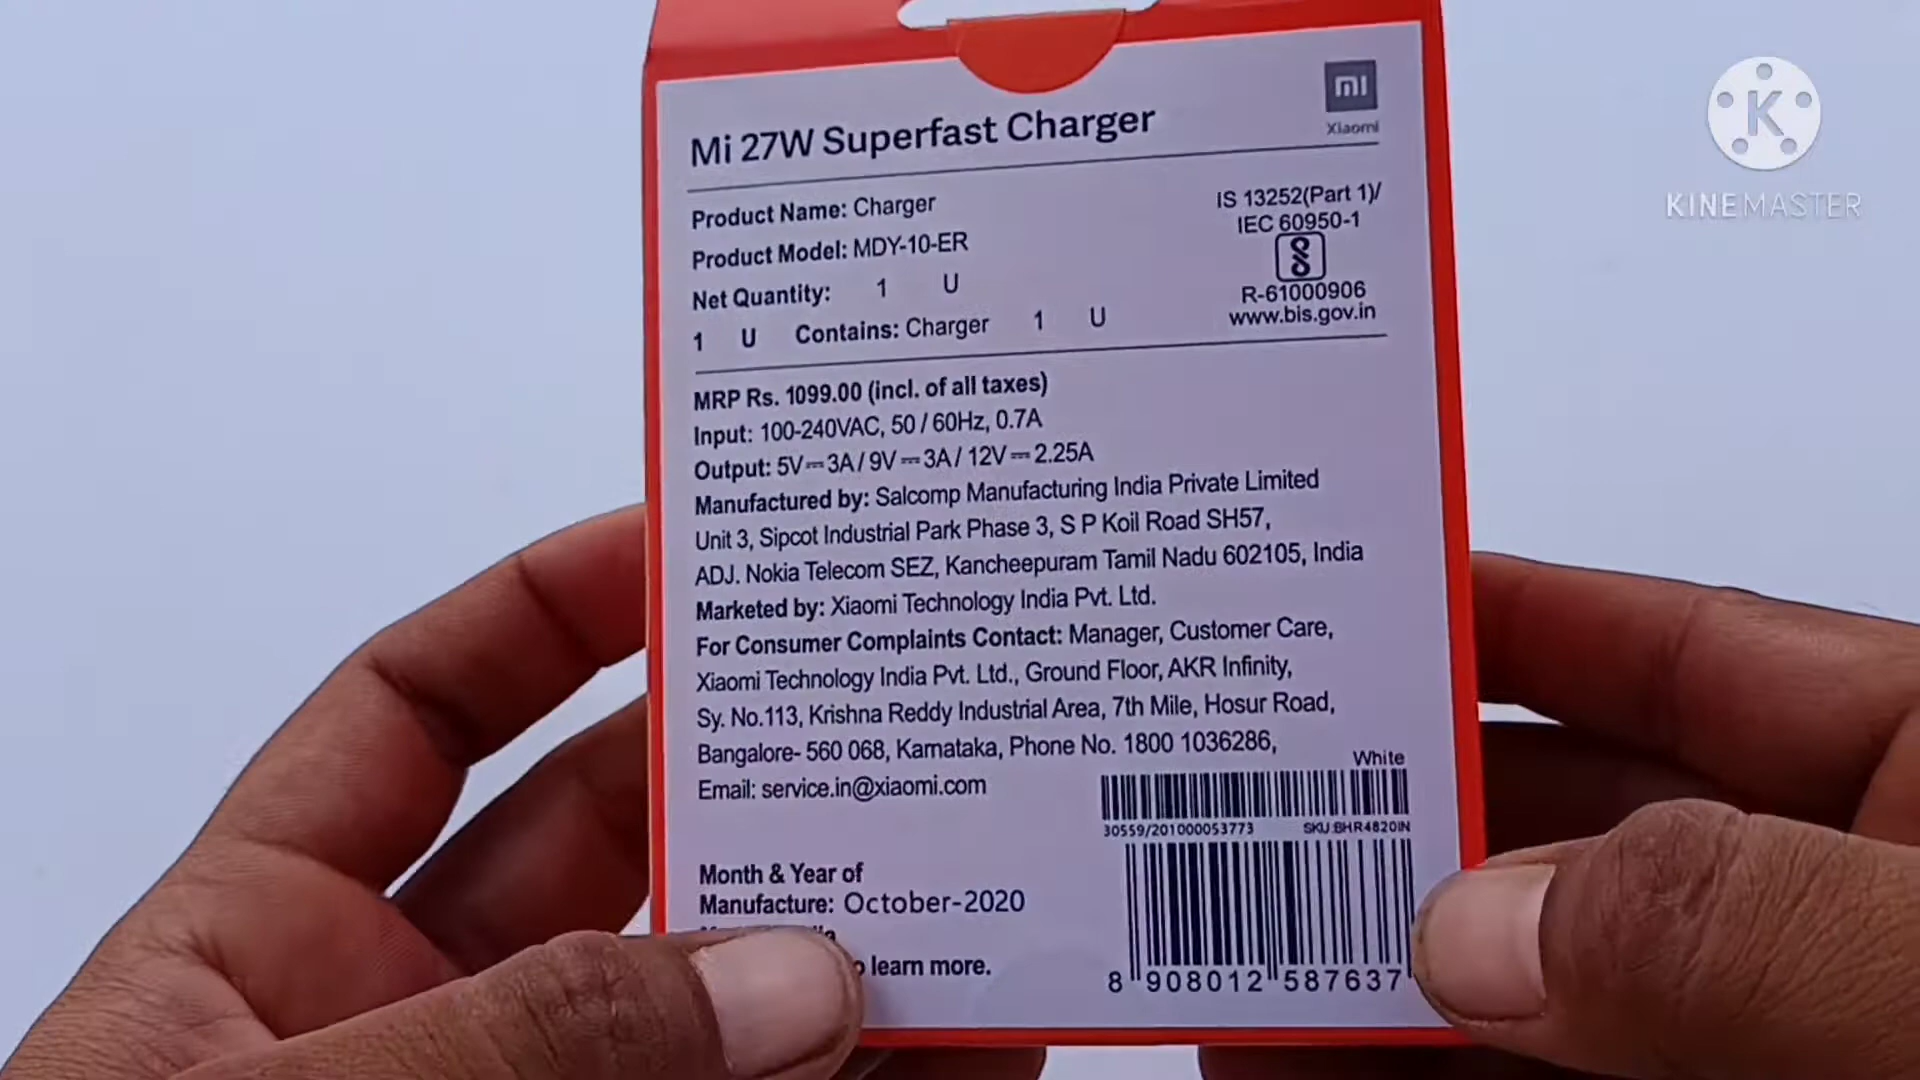 mi
Xiaomi
Mi 27W Superfast Charger
Product Name: Charger
Product Model: MDY-10-ER
Net Quantity: 1 U
1 U Contains: Charger 1 U
IS 13252(Part 1)/
IEC 60950-1
R-61000906
www.bis.gov.in
MRP Rs. 1099.00 (incl. of all taxes)
Input: 100-240VAC, 50 / 60Hz, 0.7A
Output: 5V⎓3A / 9V⎓3A / 12V⎓2.25A
Manufactured by: Salcomp Manufacturing India Private Limited
Unit 3, Sipcot Industrial Park Phase 3, S P Koil Road SH57,
ADJ. Nokia Telecom SEZ, Kancheepuram Tamil Nadu 602105, India
Marketed by: Xiaomi Technology India Pvt. Ltd.
For Consumer Complaints Contact: Manager, Customer Care,
Xiaomi Technology India Pvt. Ltd., Ground Floor, AKR Infinity,
Sy. No.113, Krishna Reddy Industrial Area, 7th Mile, Hosur Road,
Bangalore- 560 068, Karnataka, Phone No. 1800 1036286,
Email: service.in@xiaomi.com
White
30559/201000053773 SKU:BHR4820IN
Month & Year of
Manufacture: October-2020
learn more.
8 908012 587637
K
KINEMASTER